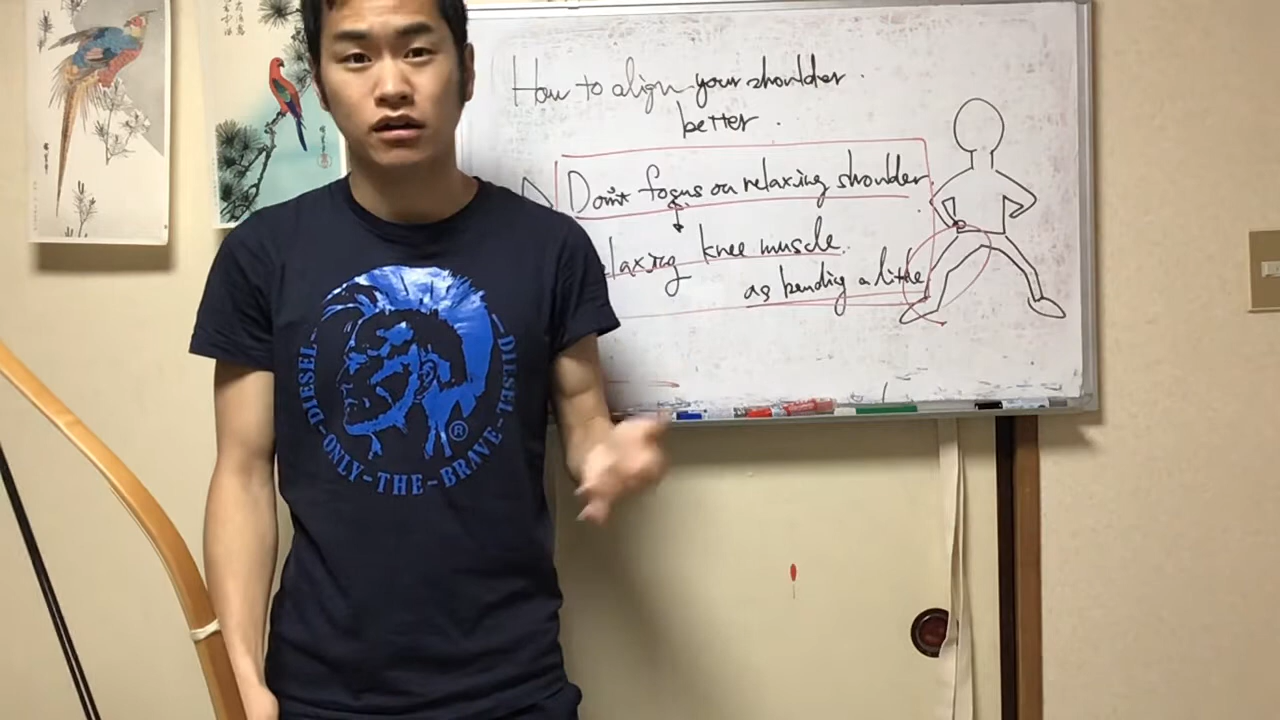 How to align your shoulder
better.
Don't focus on relaxing shoulder
laxing knee muscle.
as bending a little
DIESEL-ONLY-THE-BRAVE-DIESEL
®